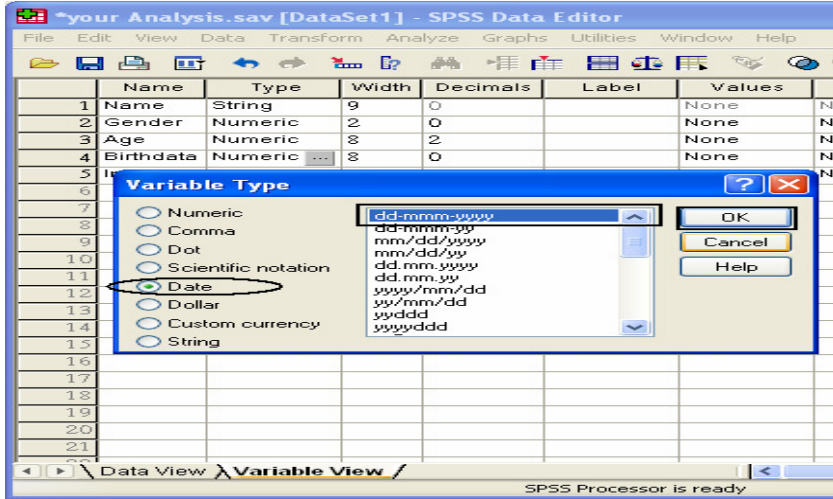 *your Analysis.sav [DataSet1] - SPSS Data Editor
File Edit View Data Transform Analyze Graphs Utilities Window Help
Name Type Width Decimals Label Values
1 Name String 9 0 None
2 Gender Numeric 2 0 None
3 Age Numeric 8 2 None
4 Birthdata Numeric ... 8 0 None
5
6
Variable Type
7
8
9
10
11
12
13
14
15
Numeric
Comma
Dot
Scientific notation
Date
Dollar
Custom currency
String
dd-mmm-yyyy
dd-mmm-yy
mm/dd/yyyy
mm/dd/yy
dd.mm.yyyy
dd.mm.yy
yyyy/mm/dd
yy/mm/dd
yyddd
yyyyddd
OK
Cancel
Help
16
17
18
19
20
21
Data View Variable View
SPSS Processor is ready